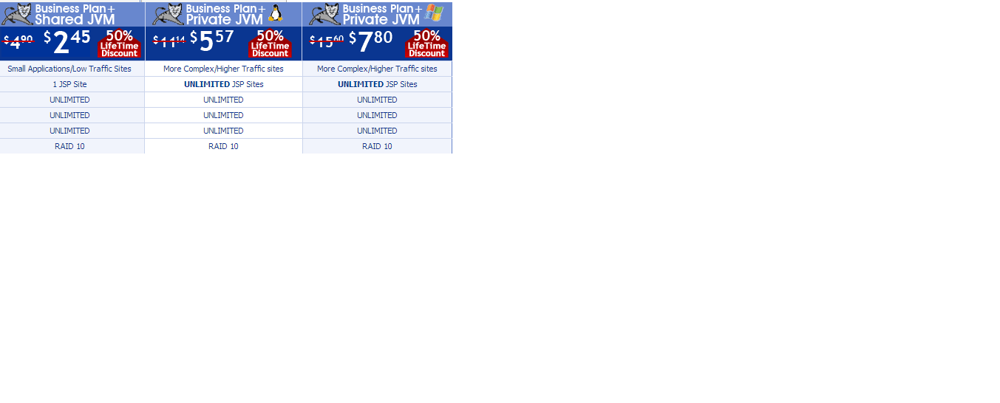 Business Plan+
Shared JVM
$4.90 $2.45 50%
LifeTime
Discount
Business Plan+
Private JVM
$11.14 $5.57 50%
LifeTime
Discount
Business Plan+
Private JVM
$15.60 $7.80 50%
LifeTime
Discount
Small Applications/Low Traffic Sites More Complex/Higher Traffic sites More Complex/Higher Traffic sites
1 JSP Site UNLIMITED JSP Sites UNLIMITED JSP Sites
UNLIMITED UNLIMITED UNLIMITED
UNLIMITED UNLIMITED UNLIMITED
UNLIMITED UNLIMITED UNLIMITED
RAID 10 RAID 10 RAID 10